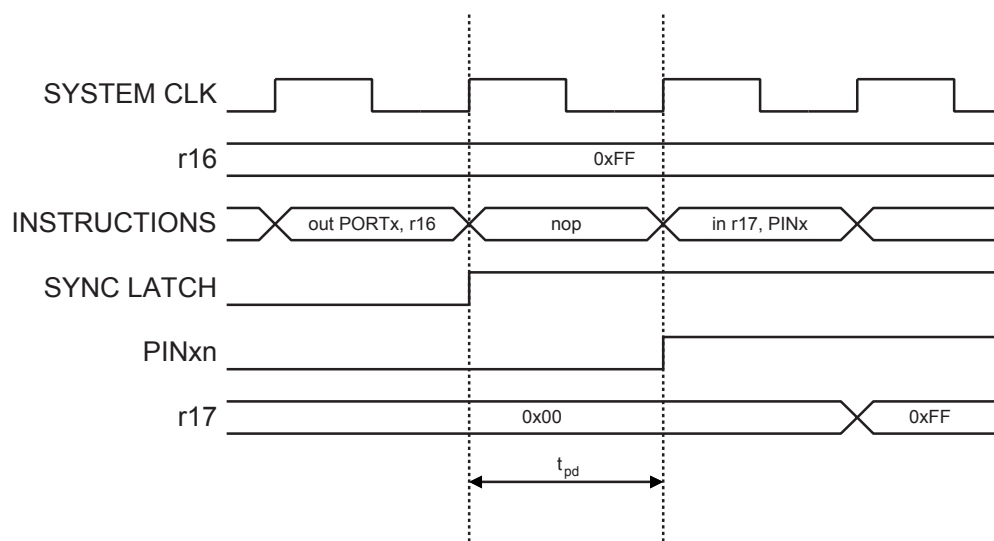 SYSTEM CLK
r16
0xFF
INSTRUCTIONS
out PORTx, r16
nop
in r17, PINx
SYNC LATCH
PINxn
r17
0x00
0xFF
tpd